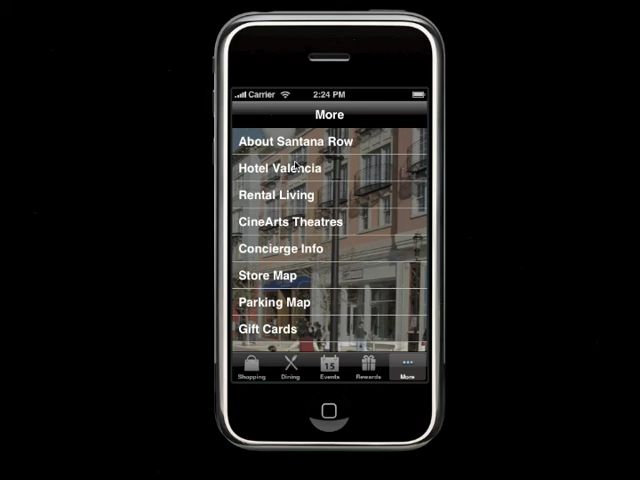 Carrier 2:24 PM
More
About Santana Row
Hotel Valencia
Rental Living
CineArts Theatres
Concierge Info
Store Map
Parking Map
Gift Cards
15
Shopping Dining Events Rewards More